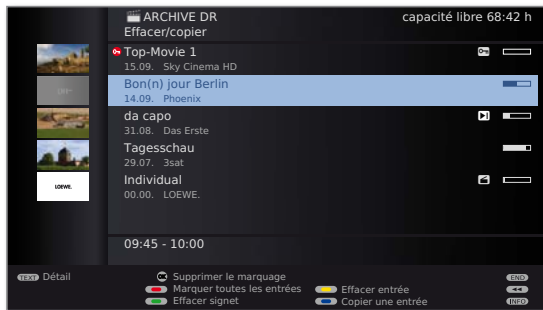 ARCHIVE DR capacité libre 68:42 h
Effacer/copier
Top-Movie 1
15.09. Sky Cinema HD
Bon(n) jour Berlin
14.09. Phoenix
da capo
31.08. Das Erste
Tagesschau
29.07. 3sat
Individual
00.00. LOEWE.
LOEWE.
09:45 - 10:00
TEXT Détail
Supprimer le marquage
END
Marquer toutes les entrées
Effacer entrée
Effacer signet
Copier une entrée
INFO